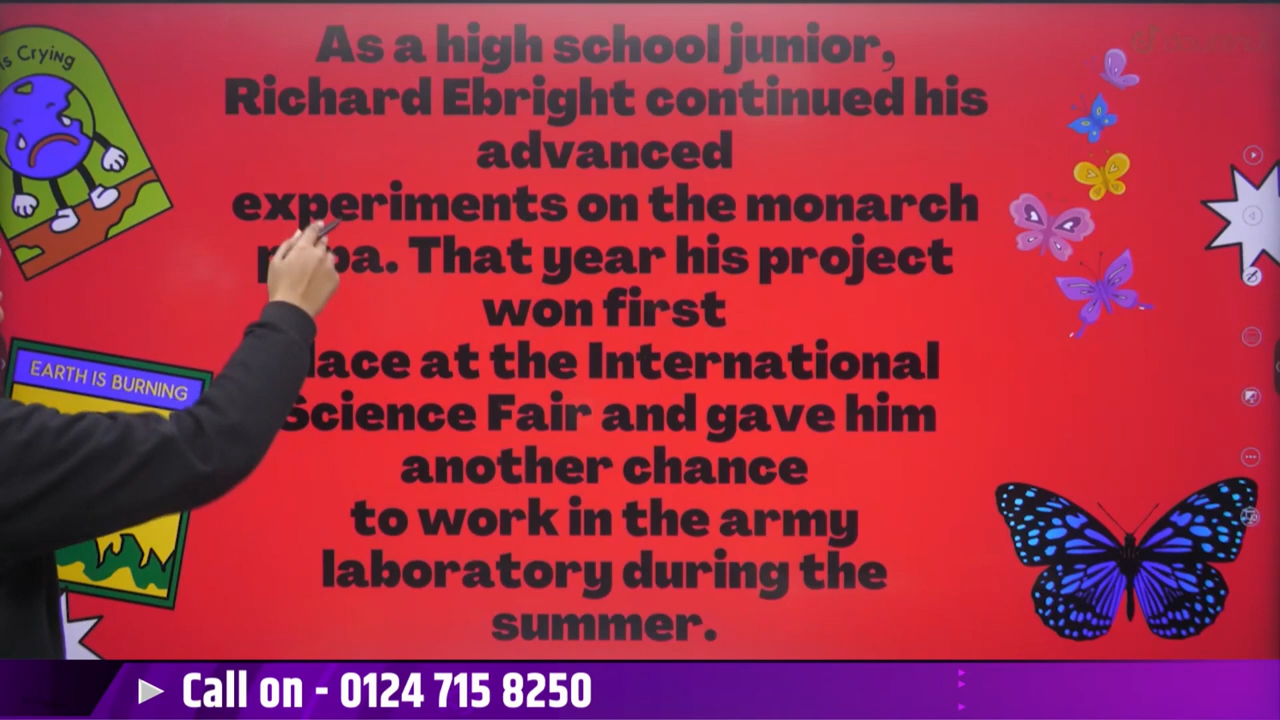 is Crying
As a high school junior,
Richard Ebright continued his
advanced
experiments on the monarch
. That year his project
won first
at the International
Science Fair and gave him
another chance
to work in the army
laboratory during the
summer.
EARTH IS BURNING
Call on - 0124 715 8250